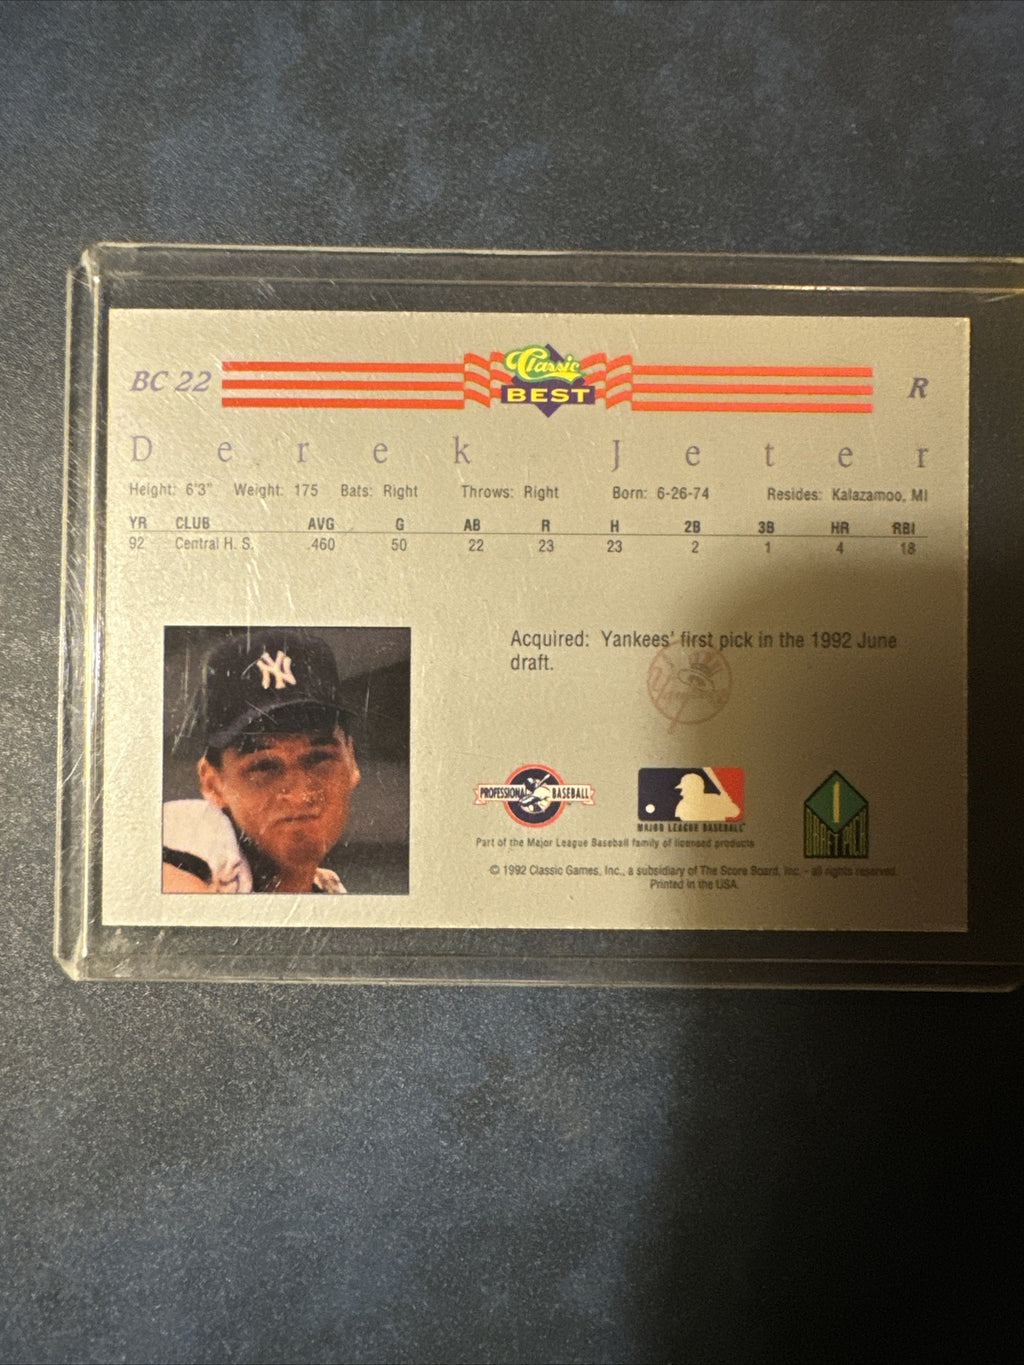 BC 22
Classic
BEST
R
Derek Jeter
Height: 6'3" Weight: 175 Bats: Right Throws: Right Born: 6-26-74 Resides: Kalazamoo, MI
YR CLUB AVG G AB R H 2B 3B HR RBI
92 Central H. S. .460 50 22 23 23 2 1 4 18
Acquired: Yankees' first pick in the 1992 June
draft.
Yankees
NY
PROFESSIONAL BASEBALL
MAJOR LEAGUE BASEBALL
1
DRAFT PICK
Part of the Major League Baseball family of licensed products
© 1992 Classic Games, Inc., a subsidiary of The Score Board, Inc. - all rights reserved.
Printed in the USA.